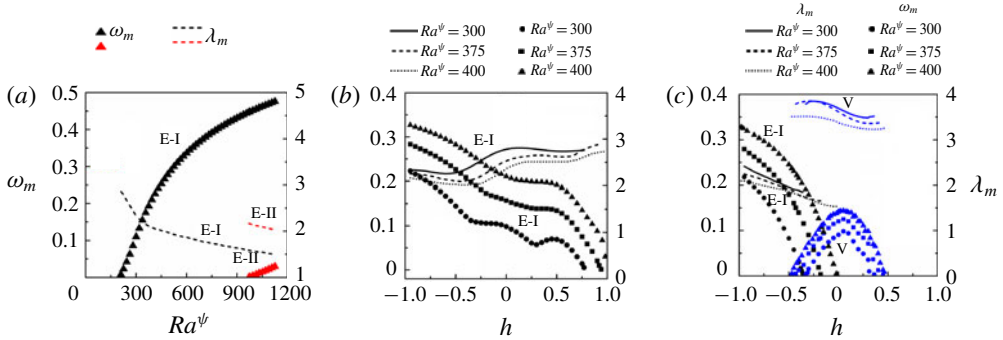 ω_m
λ_m
Ra^ψ = 300
Ra^ψ = 375
Ra^ψ = 400
Ra^ψ = 300
Ra^ψ = 375
Ra^ψ = 400
λ_m
ω_m
Ra^ψ = 300
Ra^ψ = 375
Ra^ψ = 400
Ra^ψ = 300
Ra^ψ = 375
Ra^ψ = 400
(a)
0.5
0.4
0.3
0.2
0.1
ω_m
5
4
3
2
1
E-I
E-I
E-II
E-II
0
300
600
900
1200
Ra^ψ
(b)
0.4
0.3
0.2
0.1
0
4
3
2
1
0
E-I
E-I
−1.0
−0.5
0
0.5
1.0
h
(c)
0.4
0.3
0.2
0.1
0
4
3
2
1
0
λ_m
V
E-I
E-I
V
−1.0
−0.5
0
0.5
1.0
h